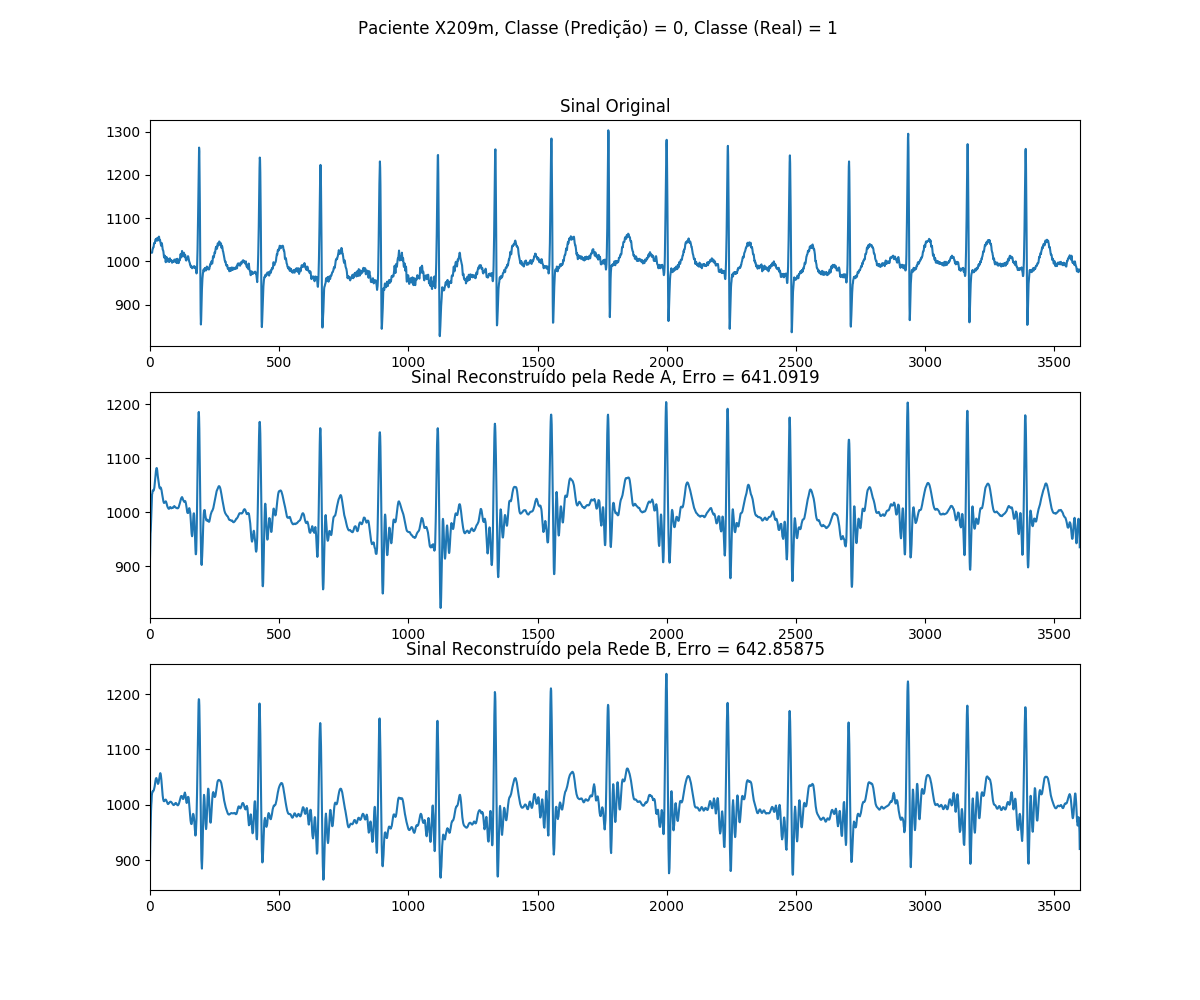 Paciente X209m, Classe (Predição) = 0, Classe (Real) = 1
Sinal Original
1300
1200
1100
1000
900
0 500 1000 1500 2000 2500 3000 3500
Sinal Reconstruído pela Rede A, Erro = 641.0919
1200
1100
1000
900
0 500 1000 1500 2000 2500 3000 3500
Sinal Reconstruído pela Rede B, Erro = 642.85875
1200
1100
1000
900
0 500 1000 1500 2000 2500 3000 3500